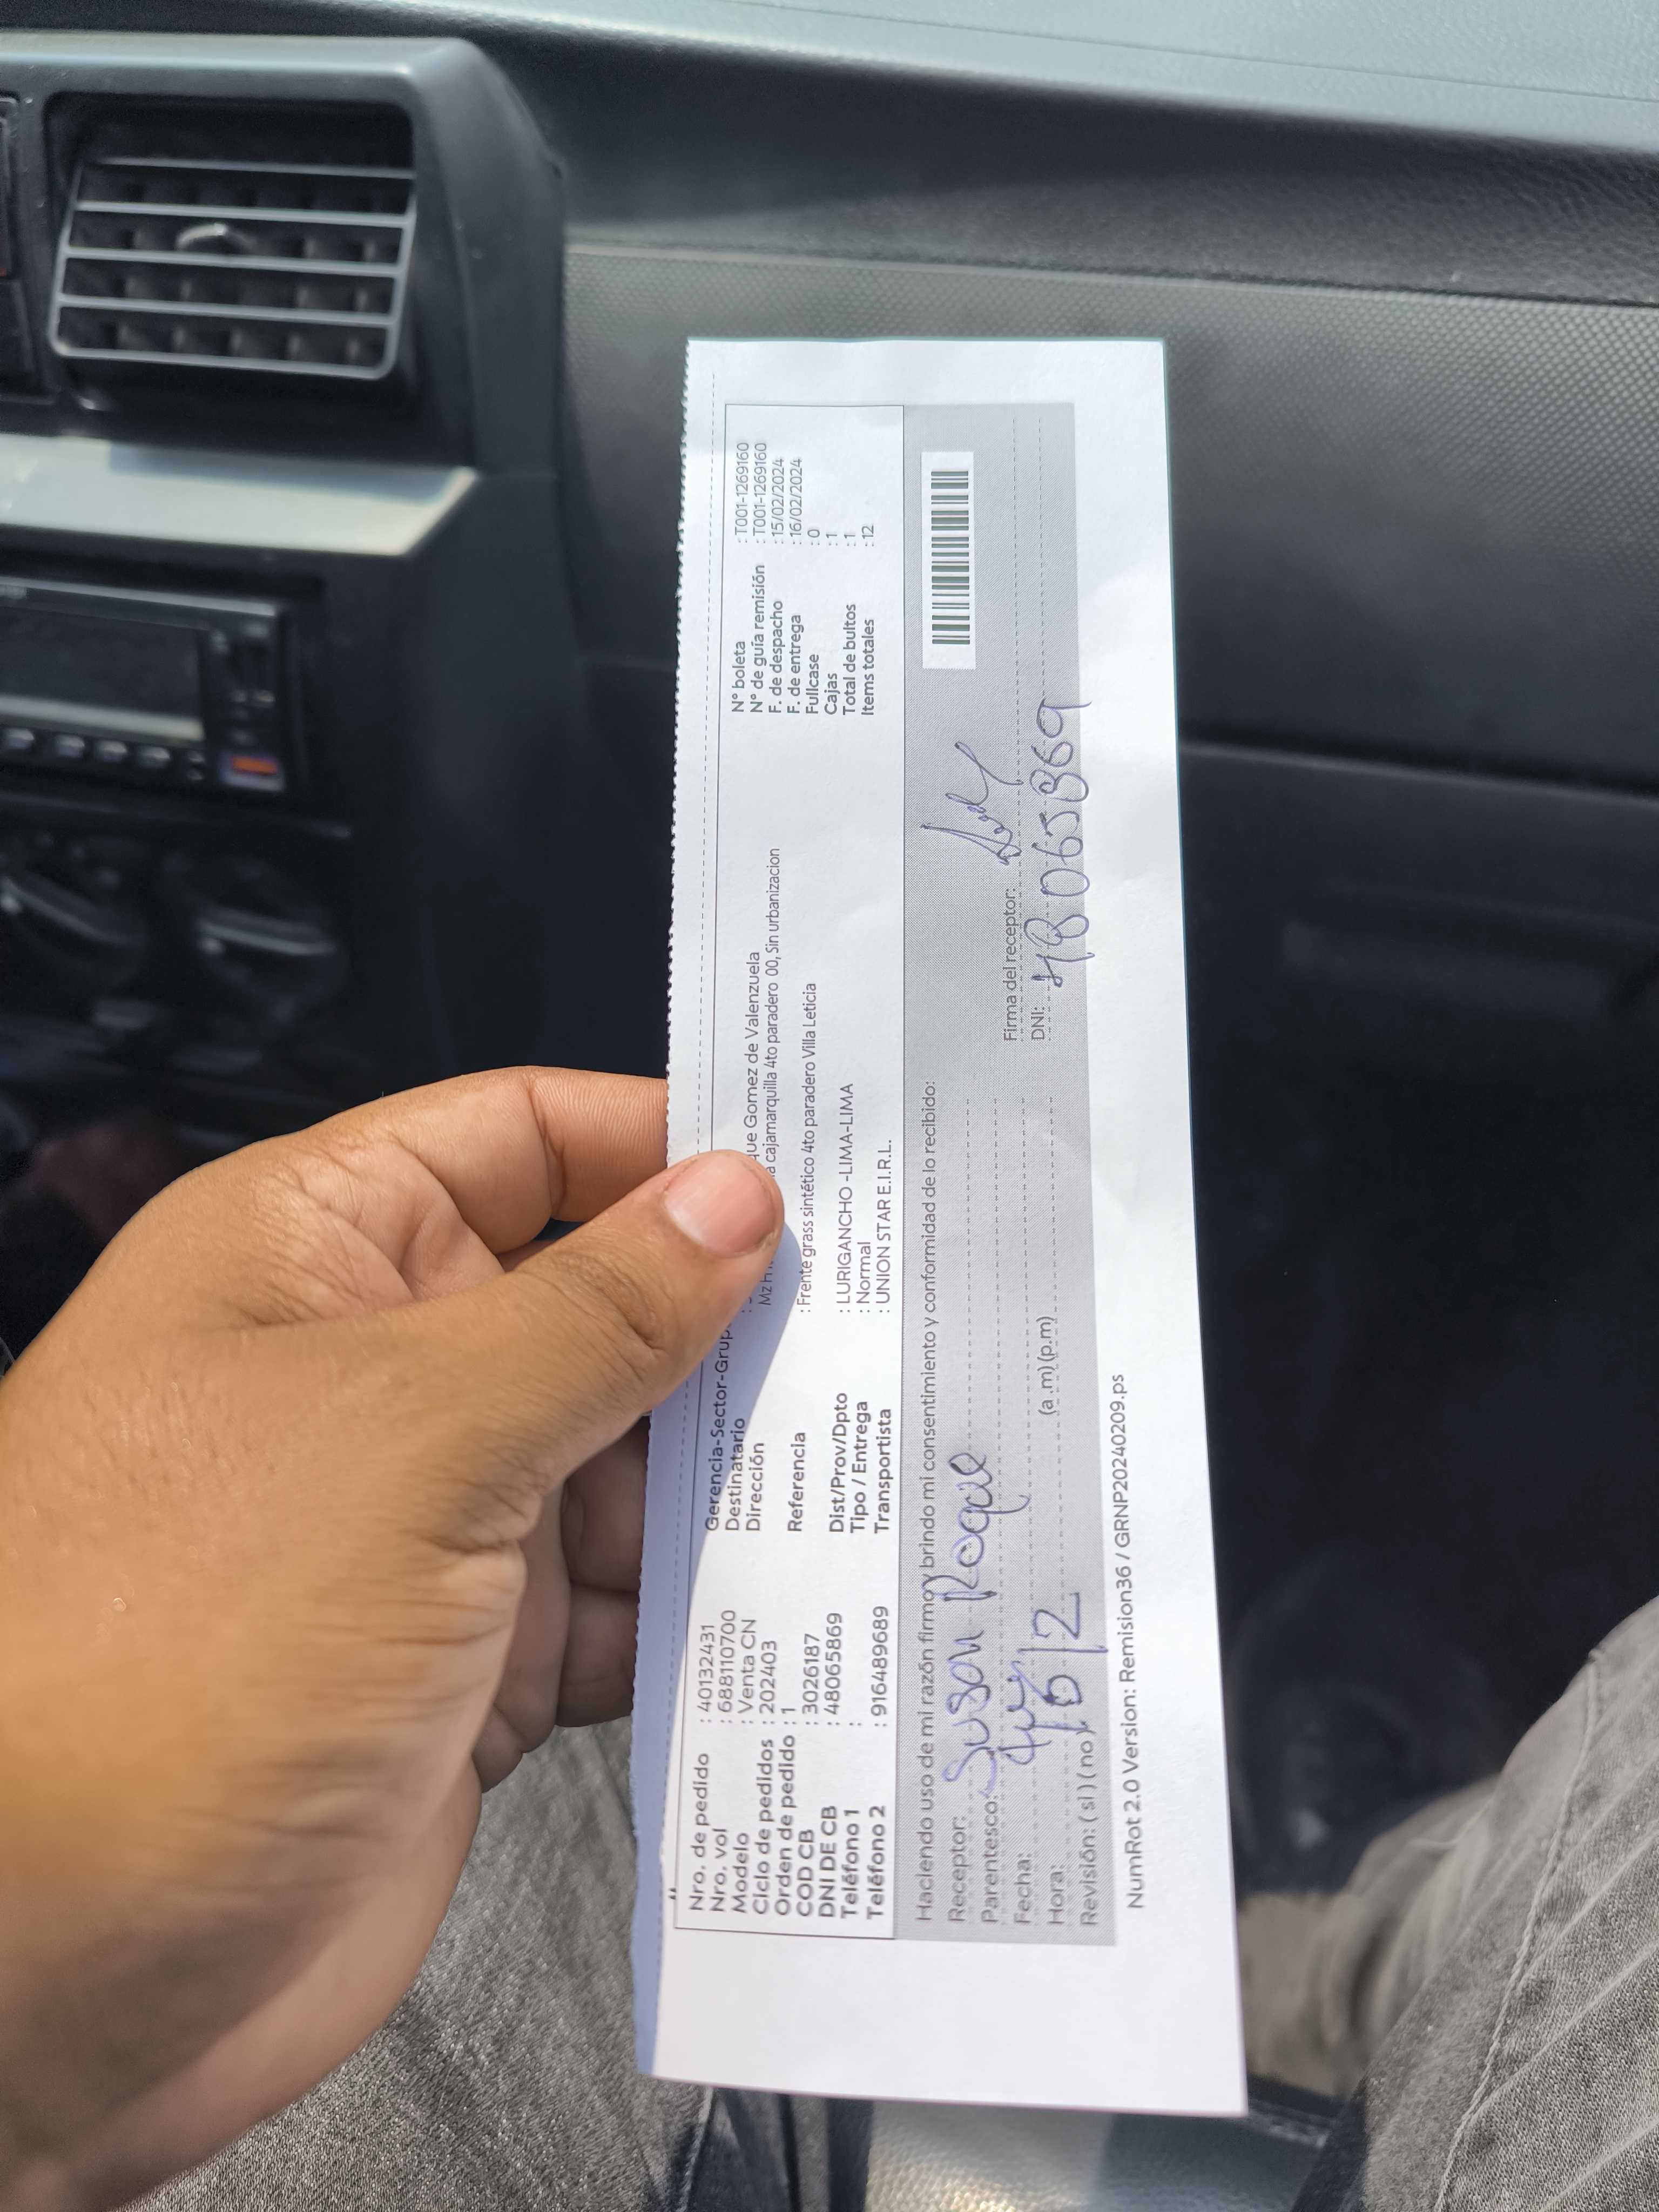 Nro. de pedido : 40132431
Nro. vol : 688110700
Modelo : Venta CN
Ciclo de pedidos : 202403
Orden de pedido : 1
COD CB : 3026187
DNI DE CB : 48065869
Teléfono 1 :
Teléfono 2 : 916489689
Gerencia-Sector-Grup
Destinatario : que Gomez de Valenzuela
Dirección Mz H cajamarquilla 4to paradero 00, Sin urbanizacion
Referencia : Frente grass sintético 4to paradero Villa Leticia
Dist/Prov/Dpto : LURIGANCHO -LIMA-LIMA
Tipo / Entrega : Normal
Transportista : UNION STAR E.I.R.L.
N° boleta : T001-1269160
N° de guía remisión : T001-1269160
F. de despacho : 15/02/2024
F. de entrega : 16/02/2024
Fullcase : 0
Cajas : 1
Total de bultos : 1
Items totales : 12
Haciendo uso de mi razón firmo y brindo mi consentimiento y conformidad de lo recibido:
Receptor: Susan Roque
Parentesco:
Fecha: 16/2
Hora: (a.m) (p.m)
Revisión: ( si ) ( no )
Firma del receptor:
DNI: 48065869
NumRot 2.0 Version: Remision36 / GRNP20240209.ps